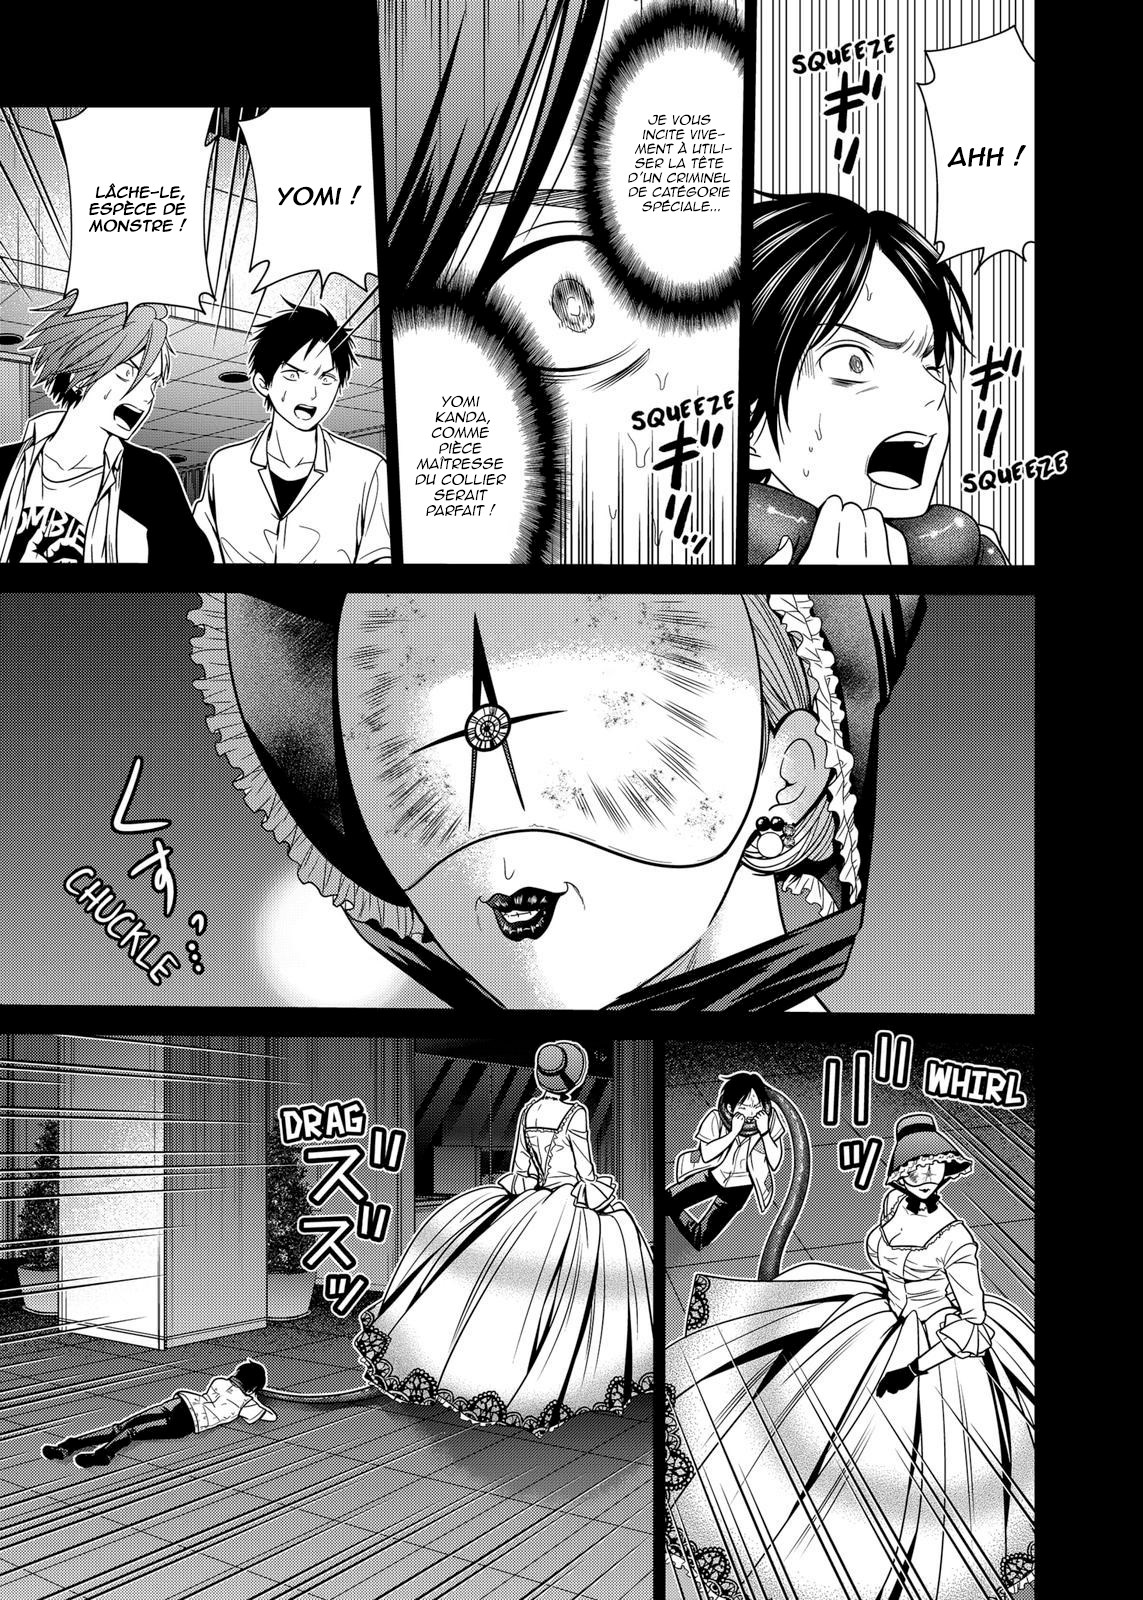 SQUEEZE
ギ
リ
AHH !
ギ
リ
SQUEEZE
JE VOUS
INCITE VIVE-
MENT À UTILI-
SER LA TÊTE
D'UN CRIMINEL
DE CATÉGORIE
SPÉCIALE...
SQUEEZE
ギ
リッ...
YOMI
KANDA,
COMME
PIÈCE
MAÎTRESSE
DU COLLIER
SERAIT
PARFAIT !
YOMI !
LÂCHE-LE,
ESPÈCE DE
MONSTRE !
くすっ...
CHUCKLE
WHIRL
DRAG
ズズズッ